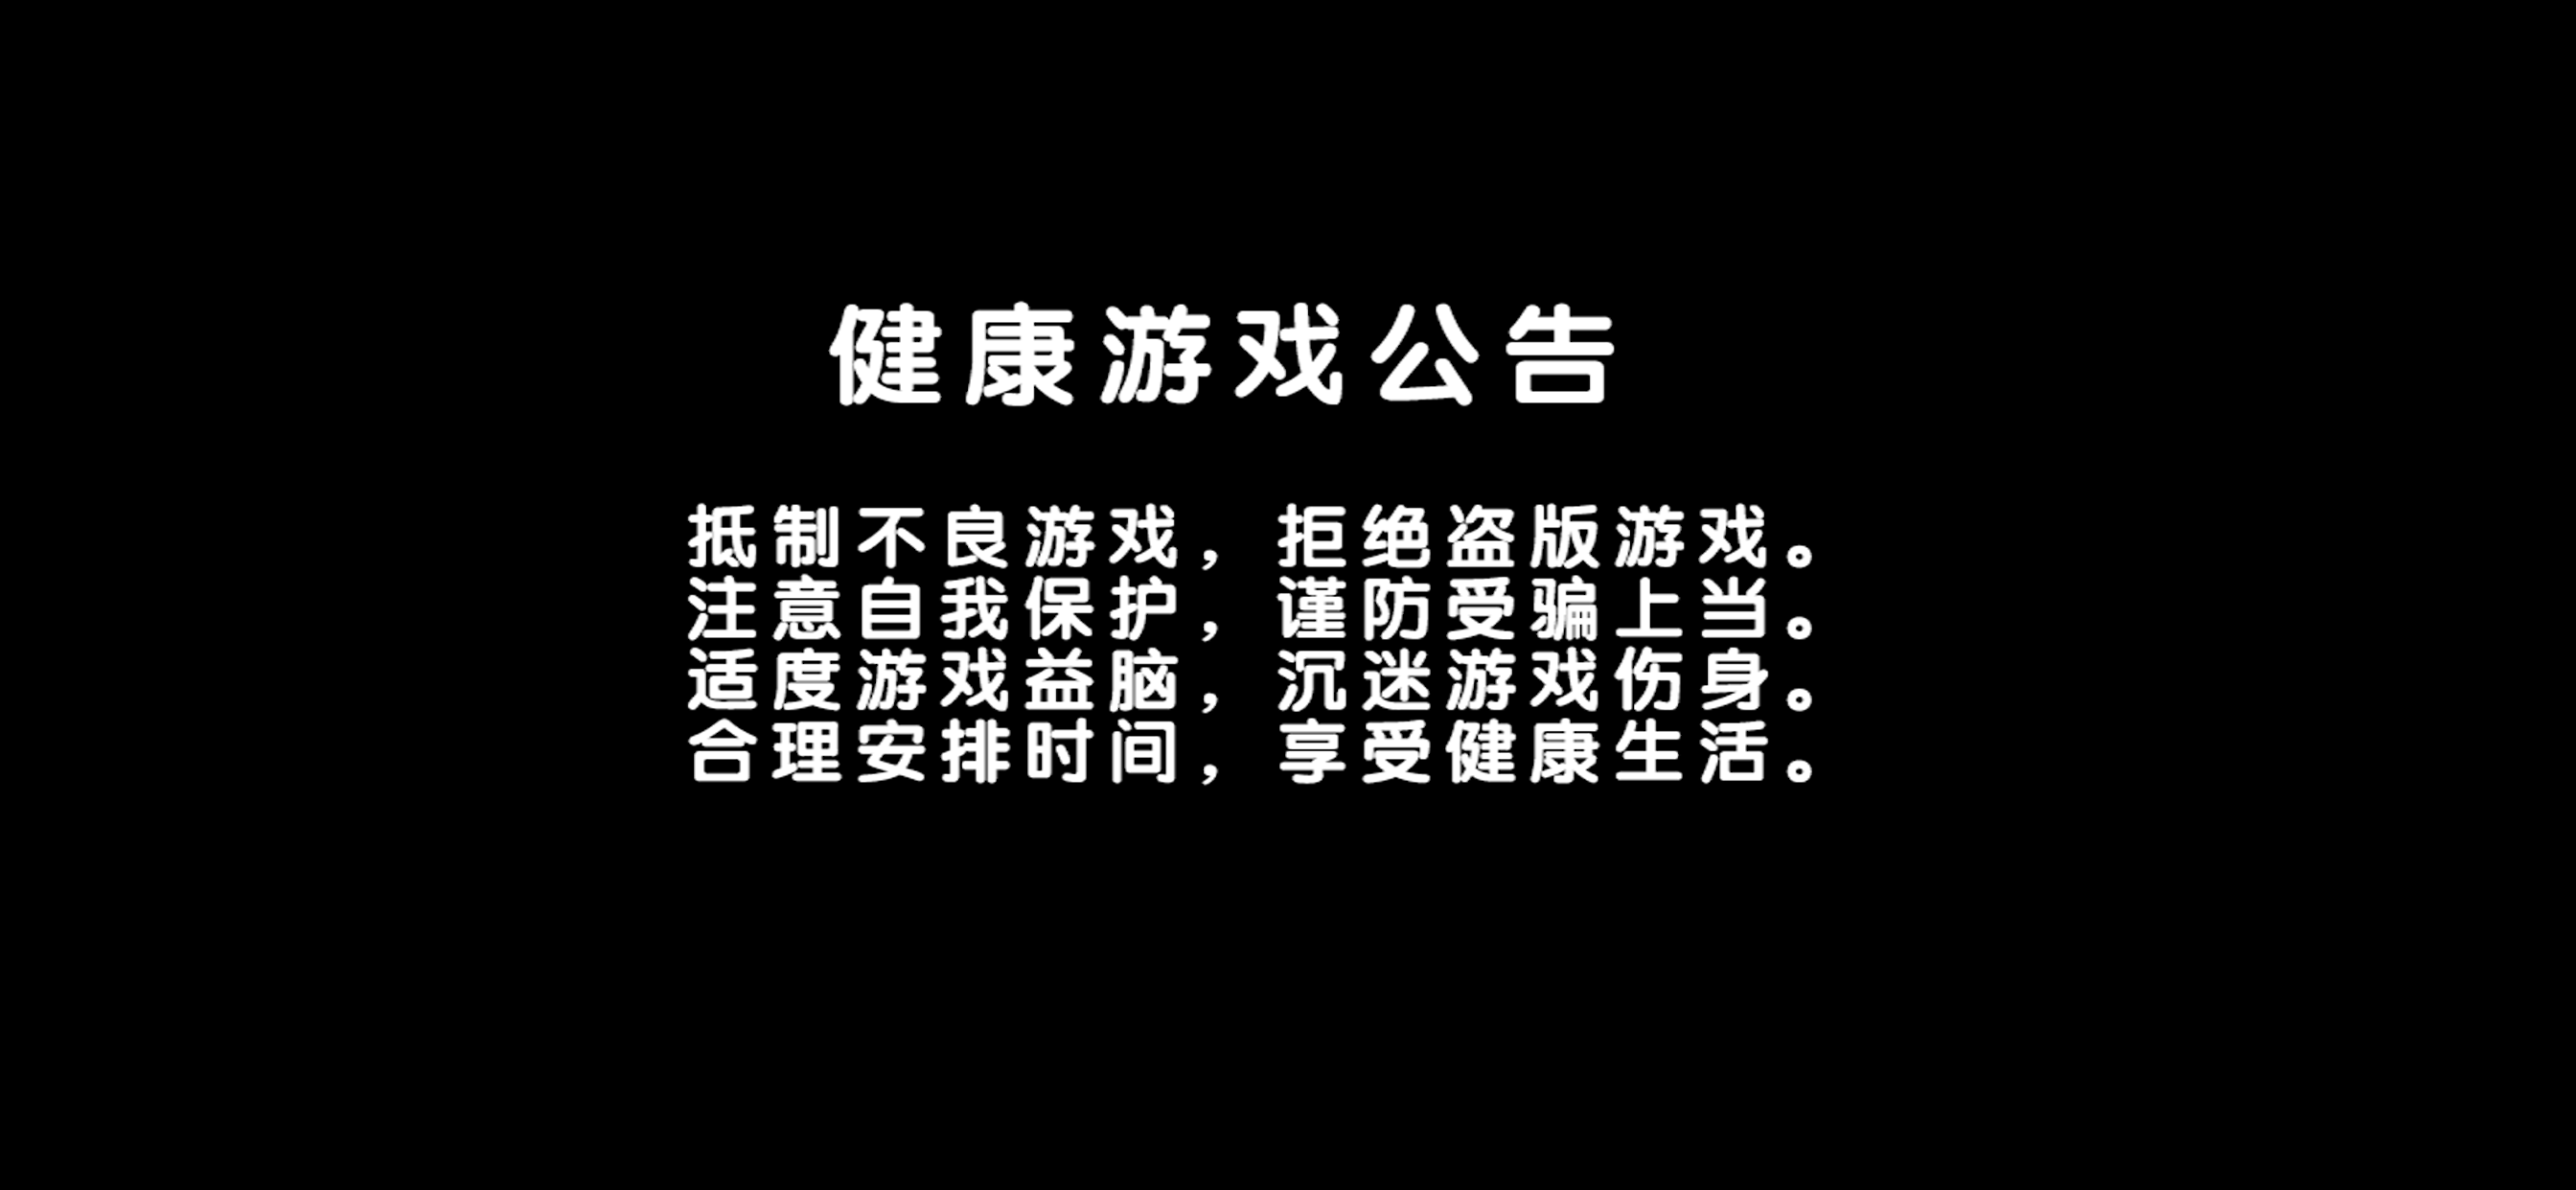 健康游戏公告
抵制不良游戏，拒绝盗版游戏。
注意自我保护，谨防受骗上当。
适度游戏益脑，沉迷游戏伤身。
合理安排时间，享受健康生活。